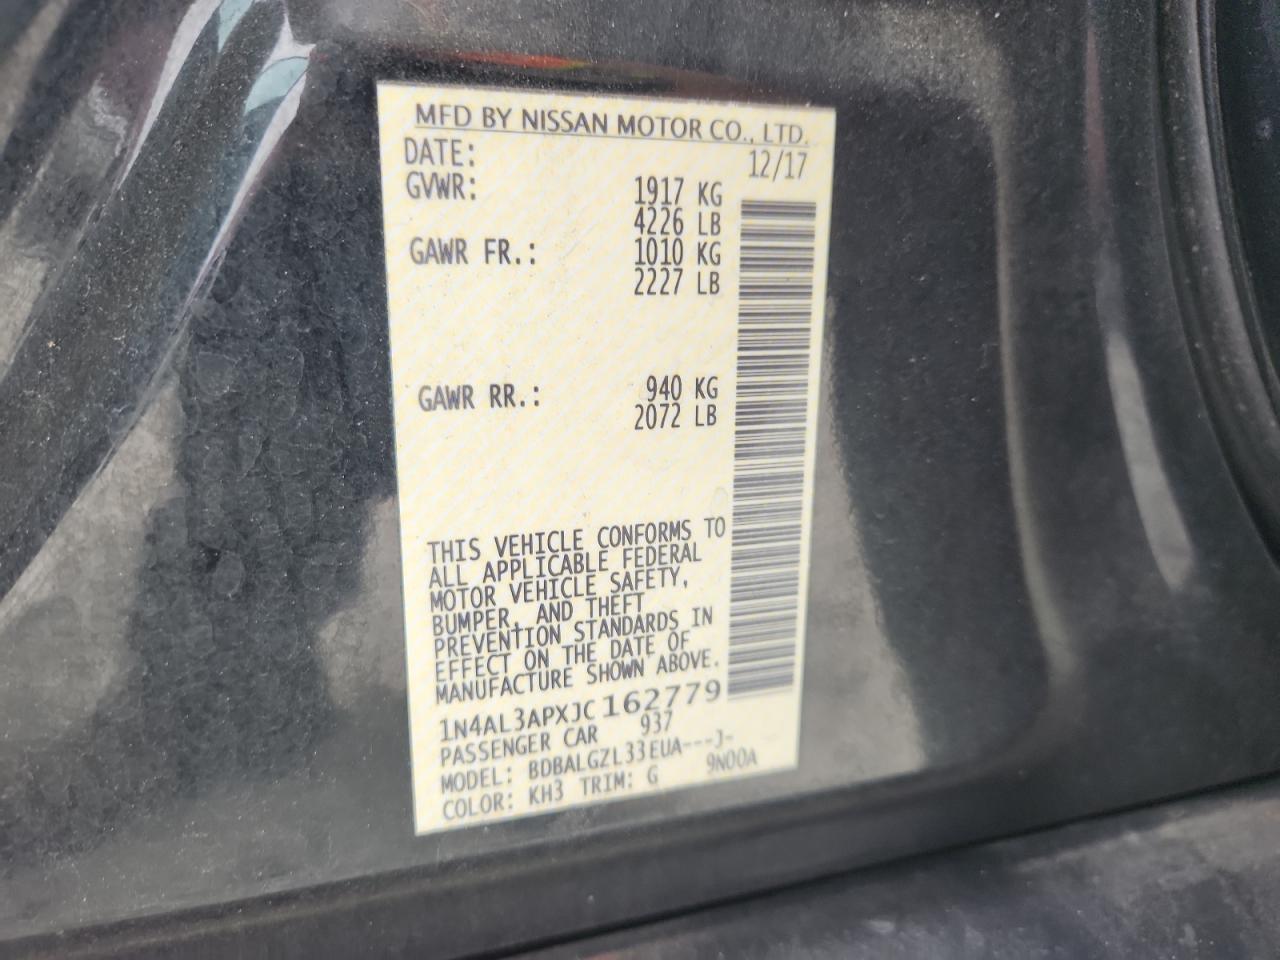 MFD BY NISSAN MOTOR CO., LTD.
DATE: 12/17
GVWR: 1917 KG
4226 LB
GAWR FR.: 1010 KG
2227 LB
GAWR RR.: 940 KG
2072 LB
THIS VEHICLE CONFORMS TO
ALL APPLICABLE FEDERAL
MOTOR VEHICLE SAFETY,
BUMPER, AND THEFT
PREVENTION STANDARDS IN
EFFECT ON THE DATE OF
MANUFACTURE SHOWN ABOVE.
1N4AL3APXJC162779
PASSENGER CAR 937
MODEL: BDBALGZL33EUA---J-
COLOR: KH3 TRIM: G 9N00A